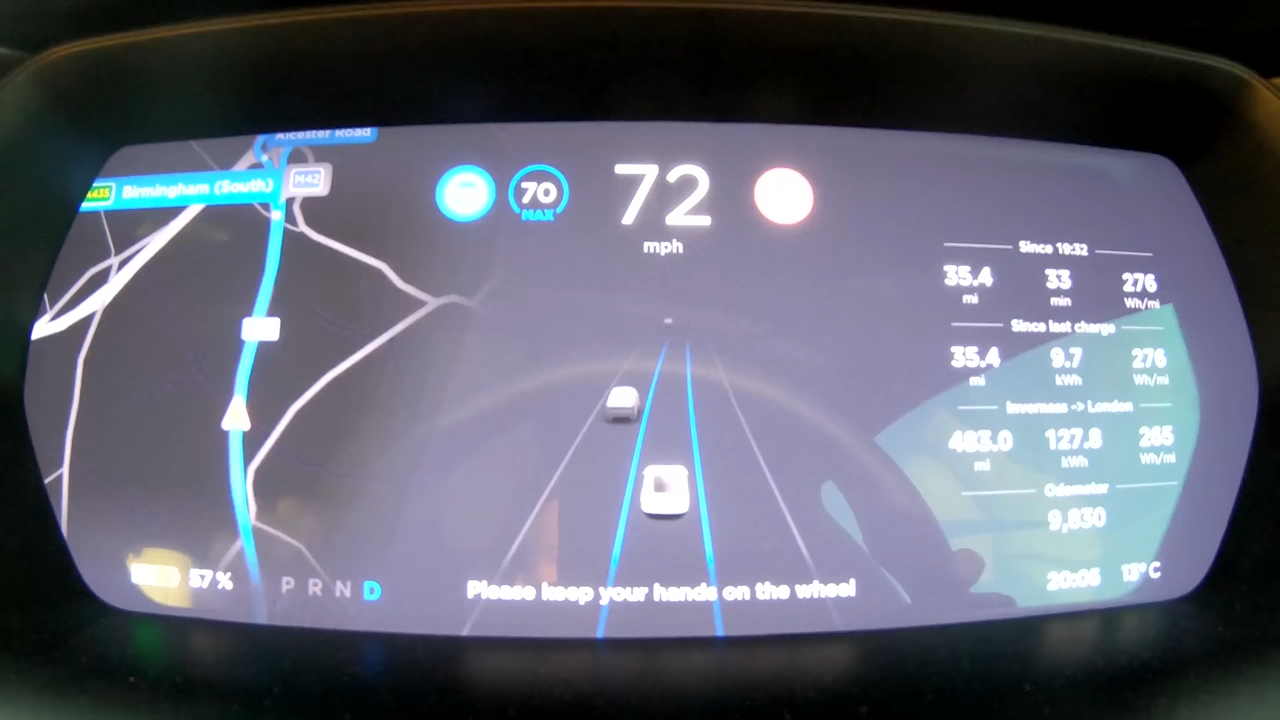 Alcester Road
A435 Birmingham (South)
M42
70
MAX
72
mph
Since 19:32
35.4 33 276
mi min Wh/mi
Since last charge
35.4 9.7 276
mi kWh Wh/mi
Inverness -> London
483.0 127.8 265
mi kWh Wh/mi
Odometer
9,830
57% P R N D
Please keep your hands on the wheel
20:05 13°C